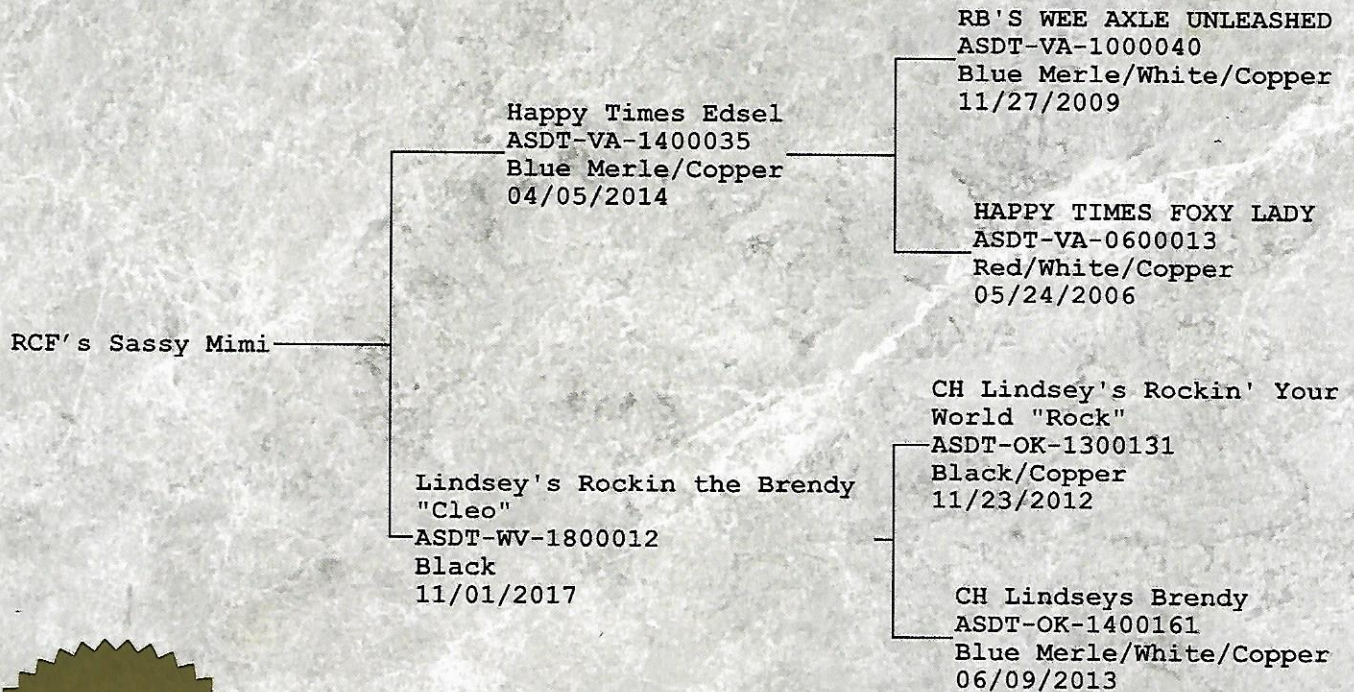 RB'S WEE AXLE UNLEASHED
ASDT-VA-1000040
Blue Merle/White/Copper
11/27/2009
Happy Times Edsel
ASDT-VA-1400035
Blue Merle/Copper
04/05/2014
HAPPY TIMES FOXY LADY
ASDT-VA-0600013
Red/White/Copper
05/24/2006
RCF's Sassy Mimi
CH Lindsey's Rockin' Your
World "Rock"
ASDT-OK-1300131
Black/Copper
11/23/2012
Lindsey's Rockin the Brendy
"Cleo"
ASDT-WV-1800012
Black
11/01/2017
CH Lindseys Brendy
ASDT-OK-1400161
Blue Merle/White/Copper
06/09/2013